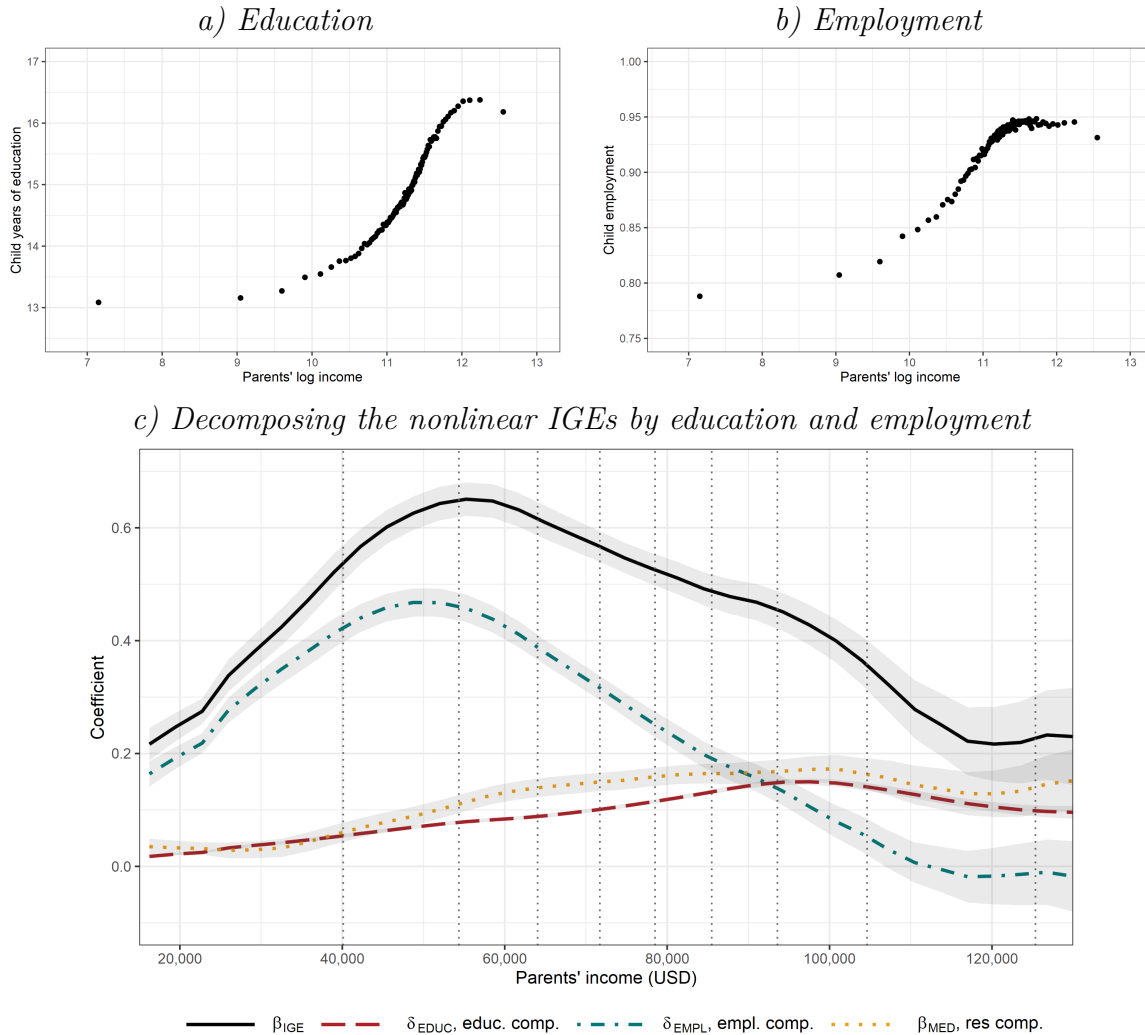 a) Education
b) Employment
17
16
15
14
13
Child years of education
7 8 9 10 11 12 13
Parents' log income
1.00
0.95
0.90
0.85
0.80
0.75
Child employment
7 8 9 10 11 12 13
Parents' log income
c) Decomposing the nonlinear IGEs by education and employment
0.6
0.4
0.2
0.0
Coefficient
20,000 40,000 60,000 80,000 100,000 120,000
Parents' income (USD)
β_IGE δ_EDUC, educ. comp. δ_EMPL, empl. comp. β_MED, res comp.